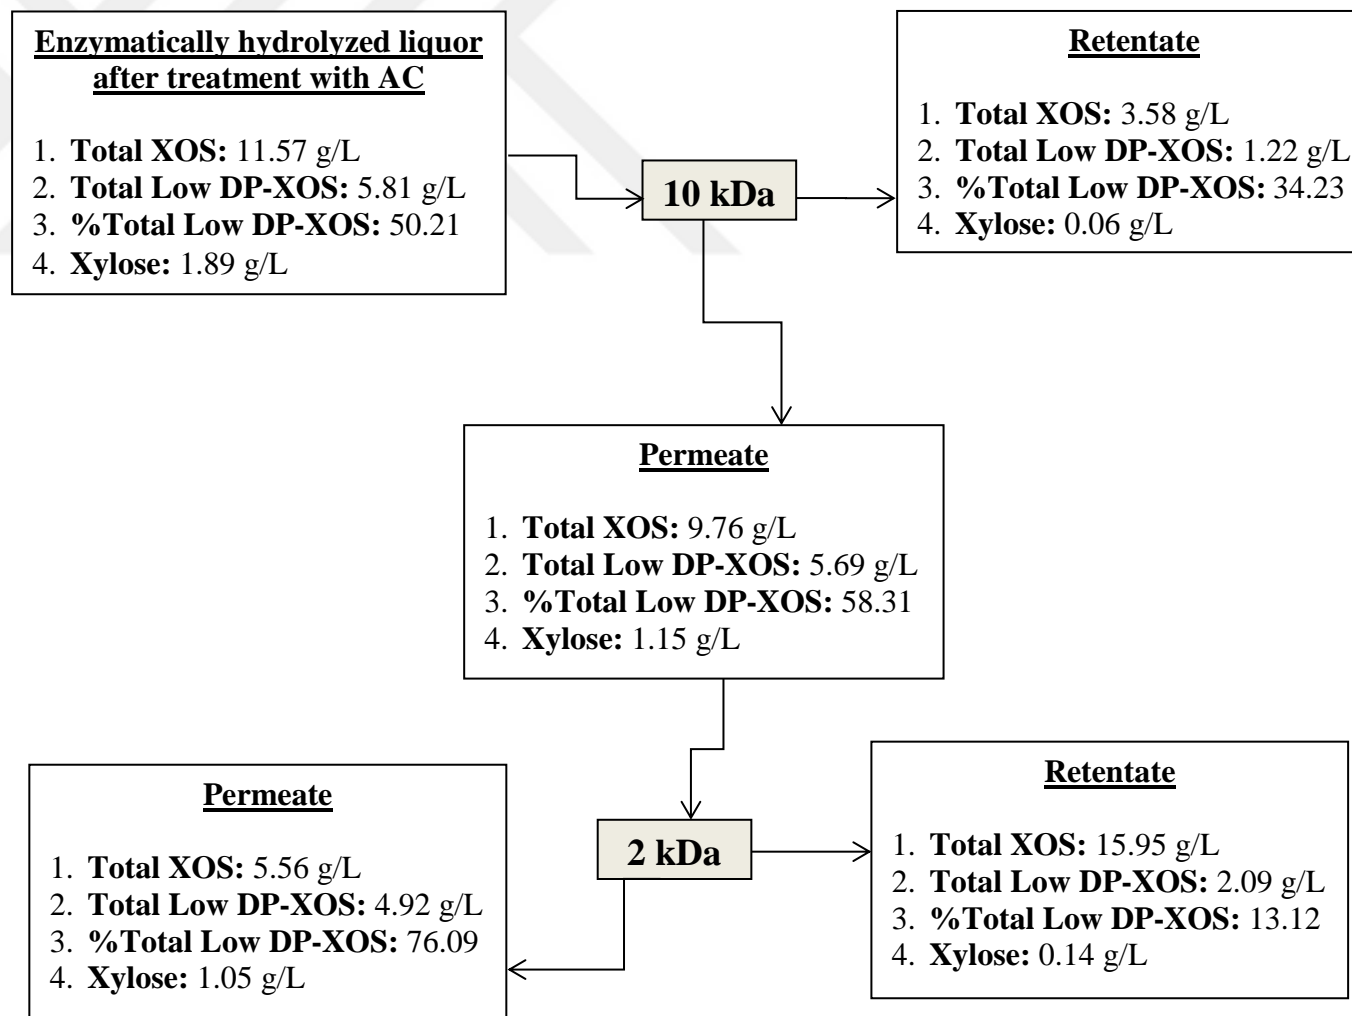 Enzymatically hydrolyzed liquor
after treatment with AC
1. Total XOS: 11.57 g/L
2. Total Low DP-XOS: 5.81 g/L
3. %Total Low DP-XOS: 50.21
4. Xylose: 1.89 g/L
10 kDa
Retentate
1. Total XOS: 3.58 g/L
2. Total Low DP-XOS: 1.22 g/L
3. %Total Low DP-XOS: 34.23
4. Xylose: 0.06 g/L
Permeate
1. Total XOS: 9.76 g/L
2. Total Low DP-XOS: 5.69 g/L
3. %Total Low DP-XOS: 58.31
4. Xylose: 1.15 g/L
2 kDa
Permeate
1. Total XOS: 5.56 g/L
2. Total Low DP-XOS: 4.92 g/L
3. %Total Low DP-XOS: 76.09
4. Xylose: 1.05 g/L
Retentate
1. Total XOS: 15.95 g/L
2. Total Low DP-XOS: 2.09 g/L
3. %Total Low DP-XOS: 13.12
4. Xylose: 0.14 g/L